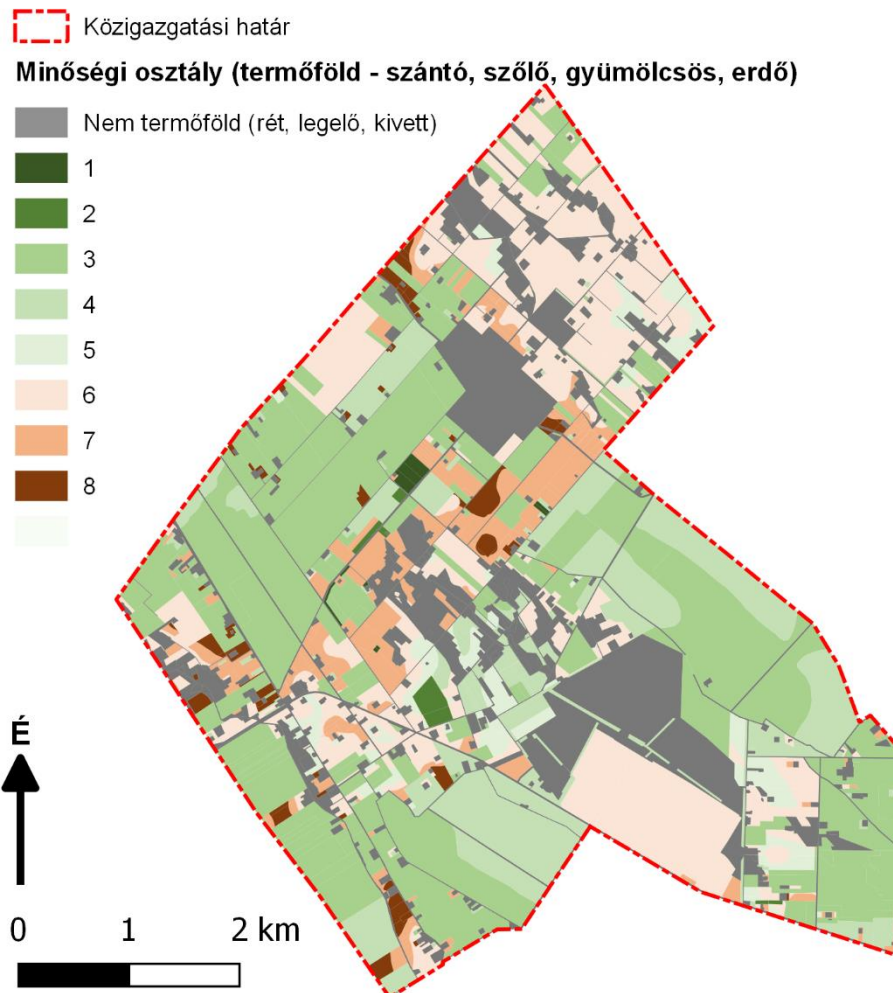 Közigazgatási határ
Minőségi osztály (termőföld - szántó, szőlő, gyümölcsös, erdő)
Nem termőföld (rét, legelő, kivett)
1
2
3
4
5
6
7
8
É
0 1 2 km